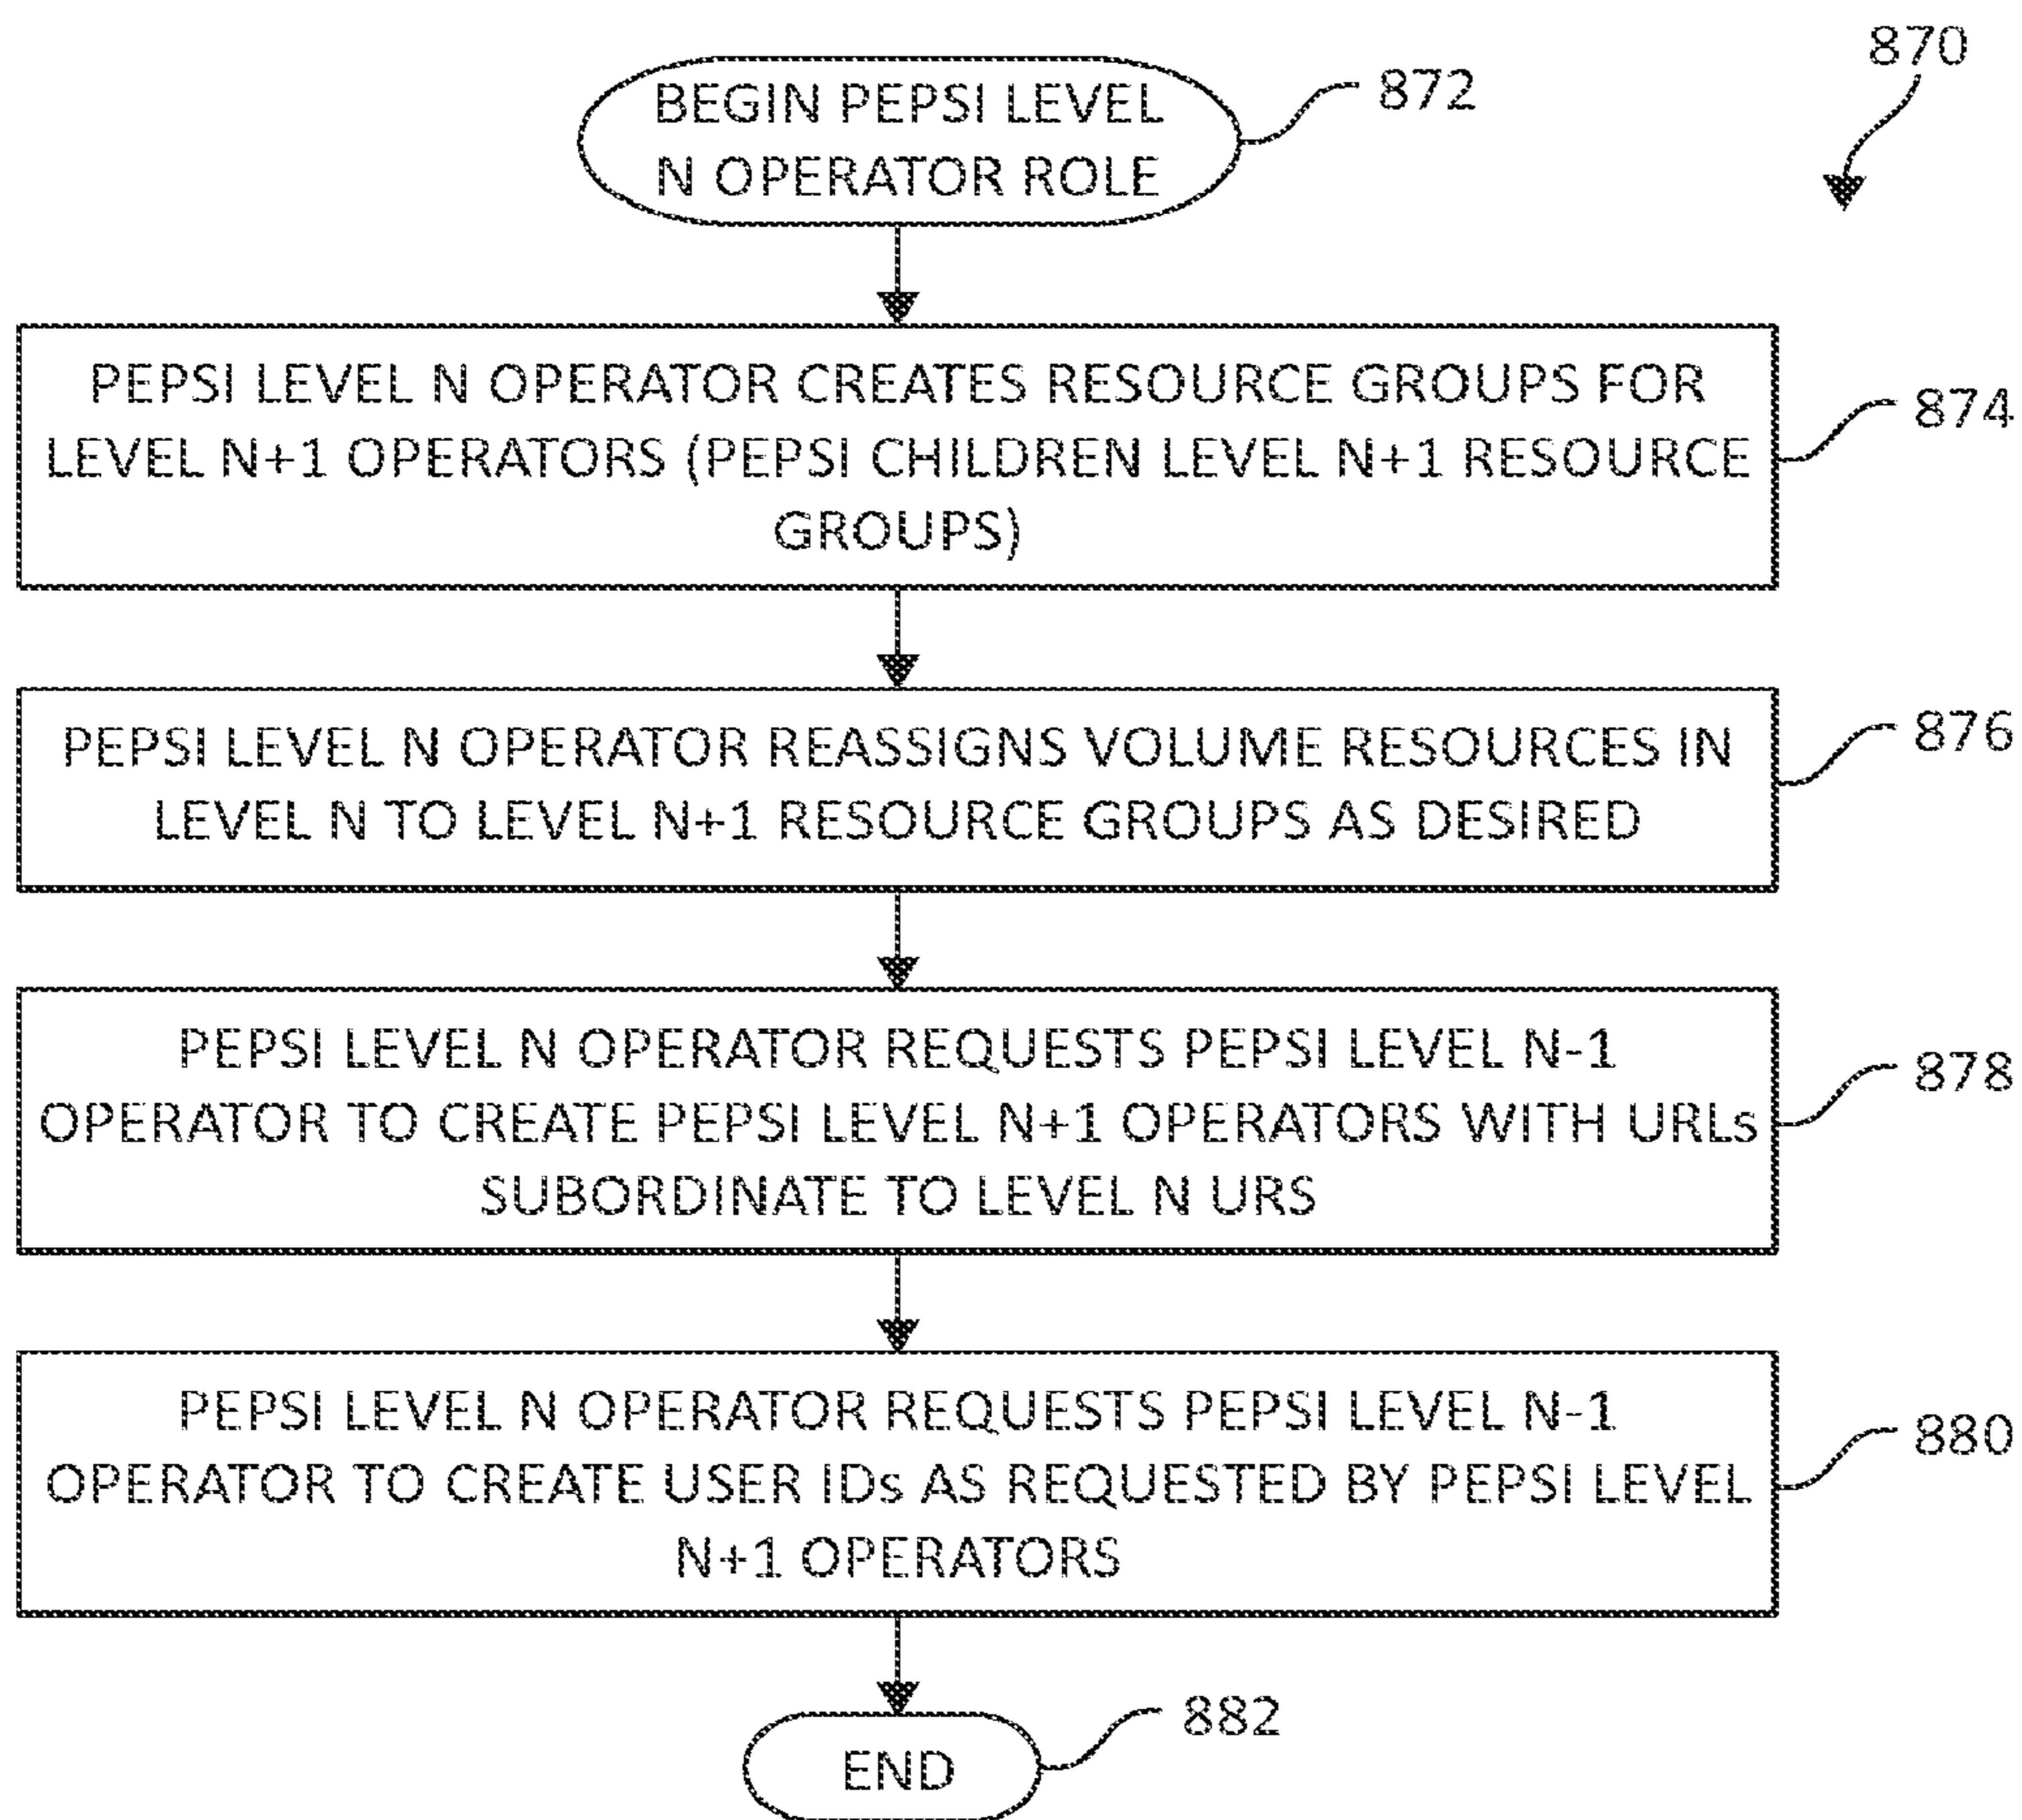 870
BEGIN PEPSI LEVEL
N OPERATOR ROLE
872
PEPSI LEVEL N OPERATOR CREATES RESOURCE GROUPS FOR
LEVEL N+1 OPERATORS (PEPSI CHILDREN LEVEL N+1 RESOURCE
GROUPS)
874
PEPSI LEVEL N OPERATOR REASSIGNS VOLUME RESOURCES IN
LEVEL N TO LEVEL N+1 RESOURCE GROUPS AS DESIRED
876
PEPSI LEVEL N OPERATOR REQUESTS PEPSI LEVEL N-1
OPERATOR TO CREATE PEPSI LEVEL N+1 OPERATORS WITH URLs
SUBORDINATE TO LEVEL N URS
878
PEPSI LEVEL N OPERATOR REQUESTS PEPSI LEVEL N-1
OPERATOR TO CREATE USER IDs AS REQUESTED BY PEPSI LEVEL
N+1 OPERATORS
880
END
882